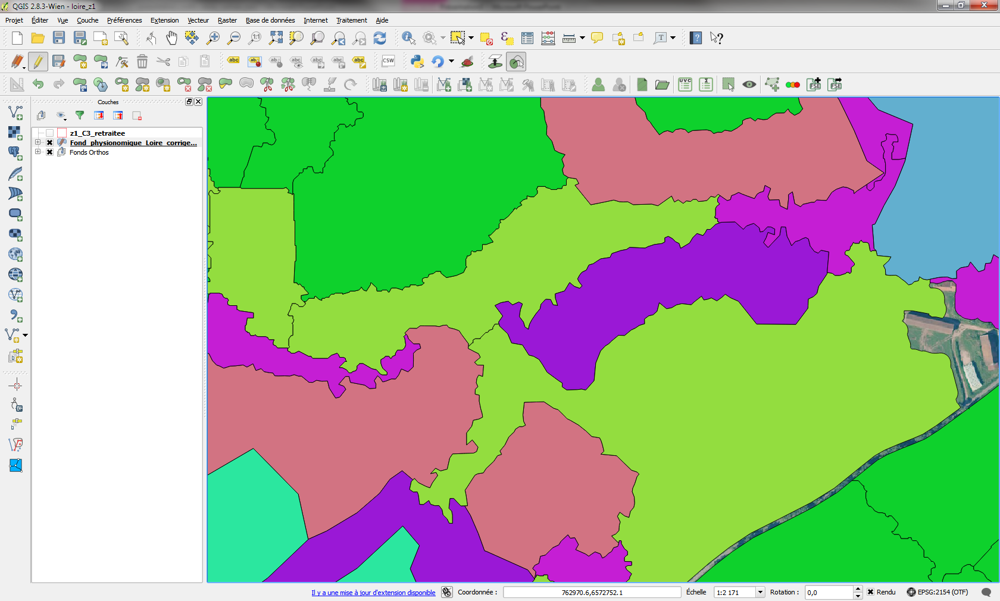 QGIS 2.8.3-Wien - loire_z1
Projet Éditer Vue Couche Préférences Extension Vecteur Raster Base de données Internet Traitement Aide
1:1
abc ab abc abc abc abc abc CSW
UVC Σ FSE FSE
Couches
z1_C3_retraitee
Fond_physionomique_Loire_corrige...
Fonds Orthos
Il y a une mise à jour d'extension disponible Coordonnée : 762970.6,6572752.1 Échelle 1:2 171 Rotation : 0,0 Rendu EPSG:2154 (OTF)